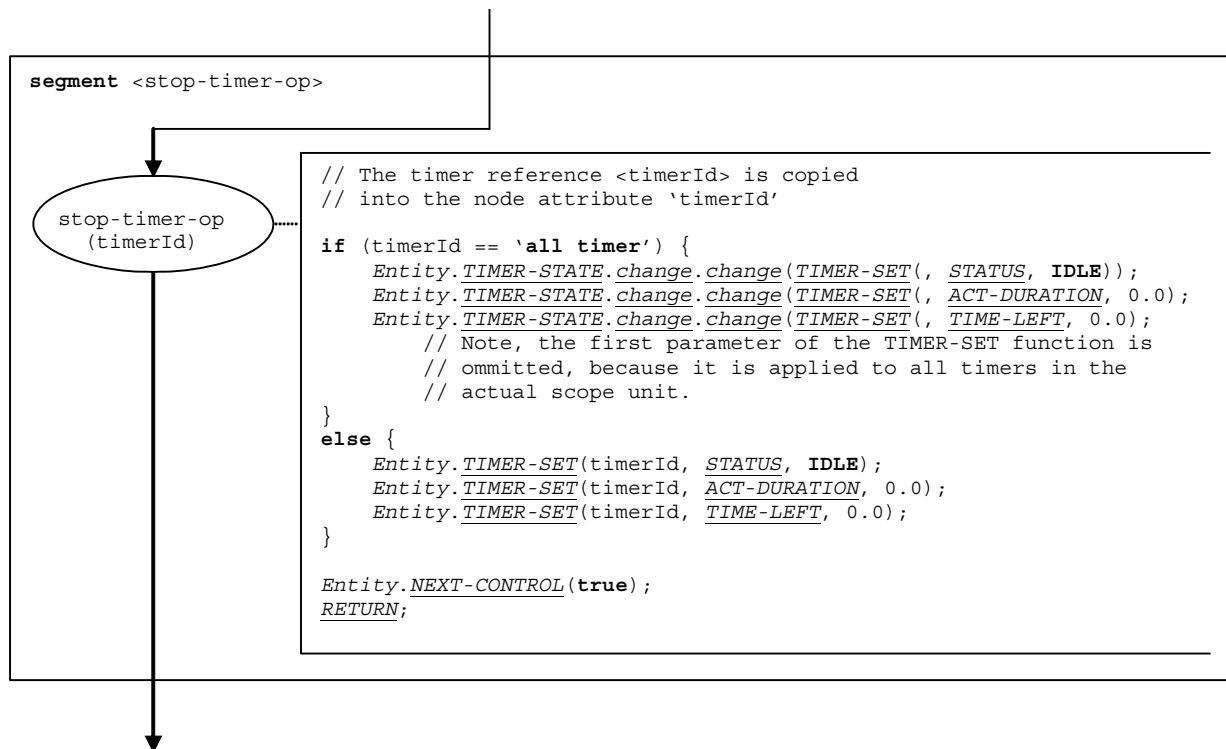 segment <stop-timer-op>
stop-timer-op
(timerId)
// The timer reference <timerId> is copied
// into the node attribute ‘timerId’
if (timerId == ‘all timer’) {
Entity.TIMER-STATE.change.change(TIMER-SET(, STATUS, IDLE));
Entity.TIMER-STATE.change.change(TIMER-SET(, ACT-DURATION, 0.0);
Entity.TIMER-STATE.change.change(TIMER-SET(, TIME-LEFT, 0.0);
// Note, the first parameter of the TIMER-SET function is
// ommitted, because it is applied to all timers in the
// actual scope unit.
}
else {
Entity.TIMER-SET(timerId, STATUS, IDLE);
Entity.TIMER-SET(timerId, ACT-DURATION, 0.0);
Entity.TIMER-SET(timerId, TIME-LEFT, 0.0);
}
Entity.NEXT-CONTROL(true);
RETURN;